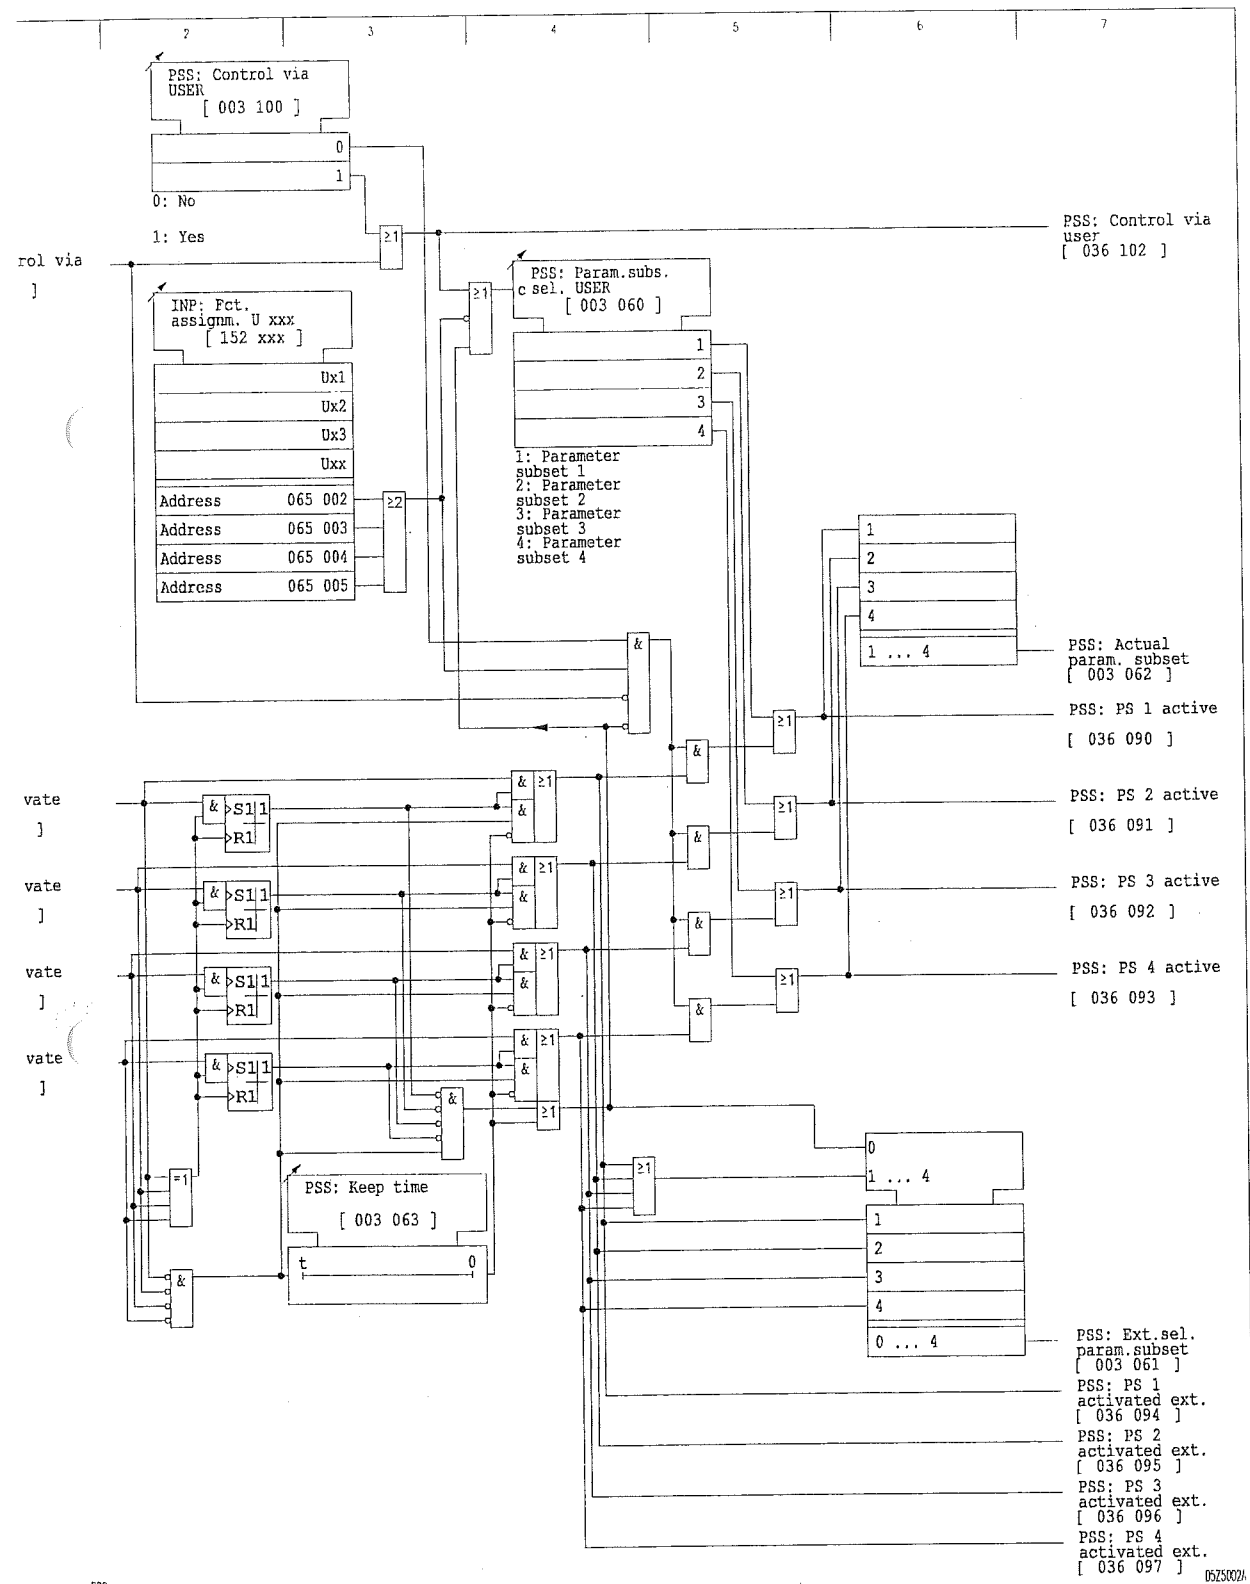 2 3 4 5 6 7
PSS: Control via
USER
[ 003 100 ]
0
1
0: No
1: Yes
≥1
PSS: Control via
user
[ 036 102 ]
rol via
]
INP: Fct.
assignm. U xxx
[ 152 xxx ]
Ux1
Ux2
Ux3
Uxx
Address 065 002
Address 065 003
Address 065 004
Address 065 005
≥2
≥1
PSS: Param.subs.
c sel. USER
[ 003 060 ]
1
2
3
4
1: Parameter
subset 1
2: Parameter
subset 2
3: Parameter
subset 3
4: Parameter
subset 4
1
2
3
4
1 ... 4
PSS: Actual
param. subset
[ 003 062 ]
&
≥1
PSS: PS 1 active
[ 036 090 ]
&
≥1
PSS: PS 2 active
[ 036 091 ]
&
≥1
PSS: PS 3 active
[ 036 092 ]
&
≥1
PSS: PS 4 active
[ 036 093 ]
&
vate
]
& S1 1
R1
& ≥1
&
vate
]
& S1 1
R1
& ≥1
&
vate
]
& S1 1
R1
& ≥1
&
vate
]
& S1 1
R1
& ≥1
&
&
≥1
=1
&
PSS: Keep time
[ 003 063 ]
t 0
≥1
0
1 ... 4
1
2
3
4
0 ... 4
PSS: Ext.sel.
param.subset
[ 003 061 ]
PSS: PS 1
activated ext.
[ 036 094 ]
PSS: PS 2
activated ext.
[ 036 095 ]
PSS: PS 3
activated ext.
[ 036 096 ]
PSS: PS 4
activated ext.
[ 036 097 ]